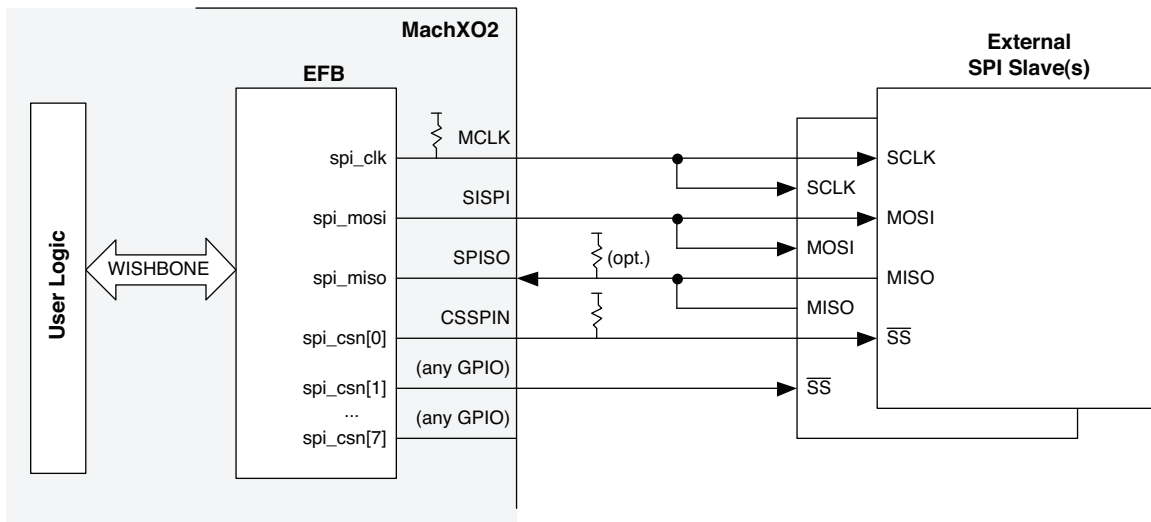 MachXO2
External
SPI Slave(s)
EFB
User Logic
WISHBONE
spi_clk
MCLK
SCLK
SCLK
spi_mosi
SISPI
MOSI
MOSI
spi_miso
SPISO
(opt.)
MISO
MISO
spi_csn[0]
CSSPIN
SS
spi_csn[1]
(any GPIO)
SS
...
(any GPIO)
spi_csn[7]